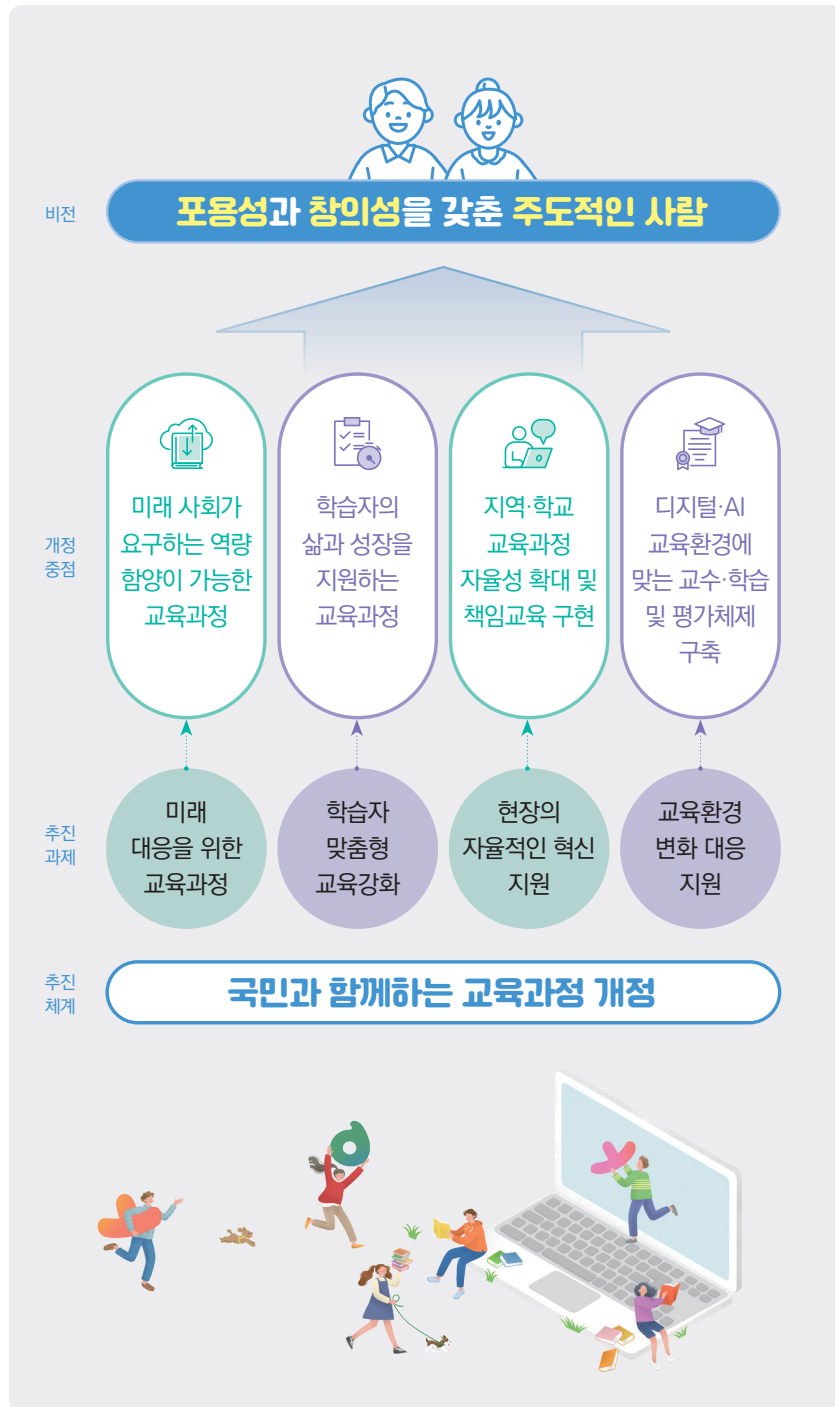 비전
포용성과 창의성을 갖춘 주도적인 사람
개정
중점
미래 사회가
요구하는 역량
함양이 가능한
교육과정
학습자의
삶과 성장을
지원하는
교육과정
지역·학교
교육과정
자율성 확대 및
책임교육 구현
디지털·AI
교육환경에
맞는 교수·학습
및 평가체제
구축
추진
과제
미래
대응을 위한
교육과정
학습자
맞춤형
교육강화
현장의
자율적인 혁신
지원
교육환경
변화 대응
지원
추진
체계
국민과 함께하는 교육과정 개정